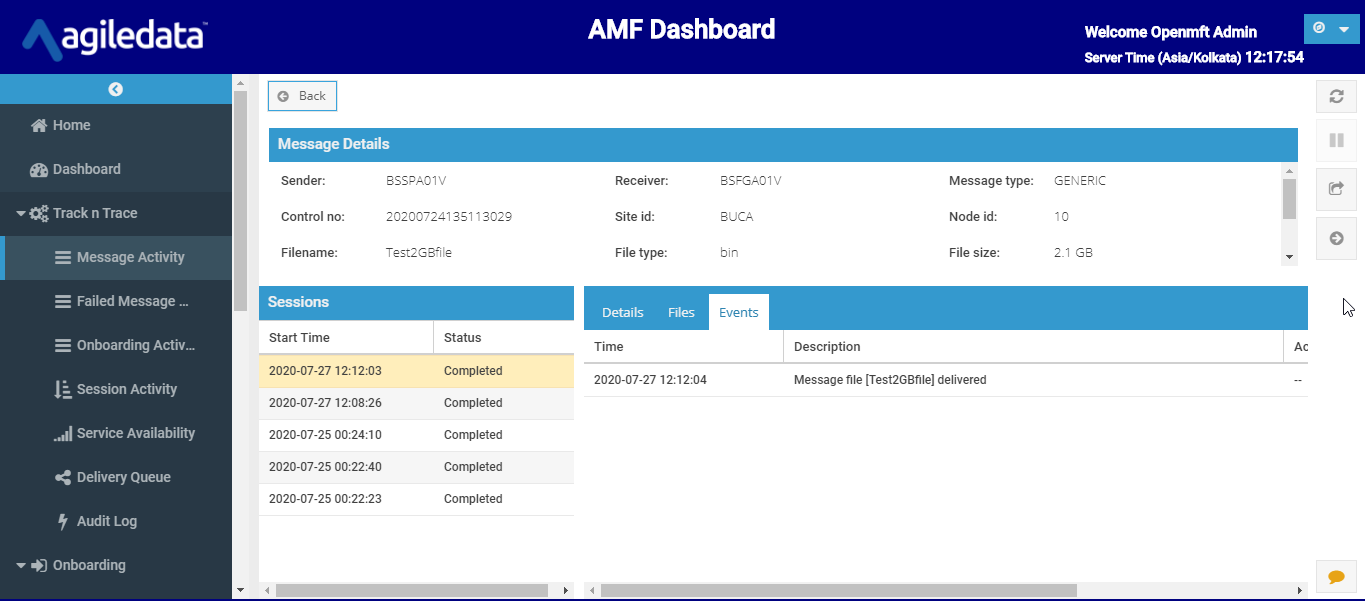 agiledata™
AMF Dashboard
Welcome Openmft Admin
Server Time (Asia/Kolkata) 12:17:54
Home
Dashboard
Track n Trace
Message Activity
Failed Message ...
Onboarding Activ...
Session Activity
Service Availability
Delivery Queue
Audit Log
Onboarding
Back
Message Details
Sender: BSSPA01V Receiver: BSFGA01V Message type: GENERIC
Control no: 20200724135113029 Site id: BUCA Node id: 10
Filename: Test2GBfile File type: bin File size: 2.1 GB
Sessions
Start Time Status
2020-07-27 12:12:03 Completed
2020-07-27 12:08:26 Completed
2020-07-25 00:24:10 Completed
2020-07-25 00:22:40 Completed
2020-07-25 00:22:23 Completed
Details Files Events
Time Description Ac
2020-07-27 12:12:04 Message file [Test2GBfile] delivered --